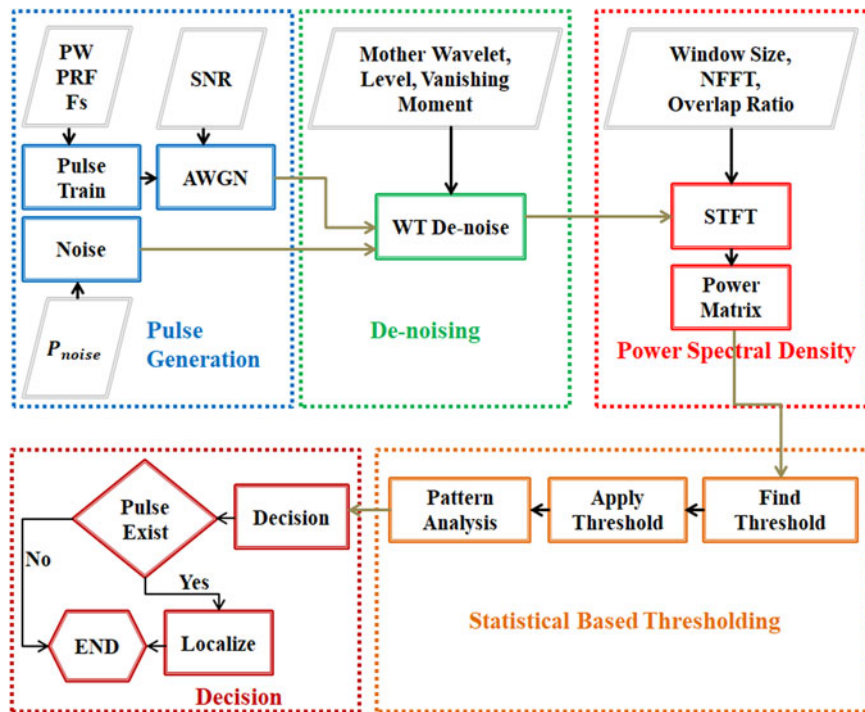 PW
PRF
Fs
SNR
Pulse
Train
AWGN
Noise
P_noise
Pulse
Generation
Mother Wavelet,
Level, Vanishing
Moment
WT De-noise
De-noising
Window Size,
NFFT,
Overlap Ratio
STFT
Power
Matrix
Power Spectral Density
Find
Threshold
Apply
Threshold
Pattern
Analysis
Statistical Based Thresholding
Decision
Pulse
Exist
No
Yes
Localize
END
Decision